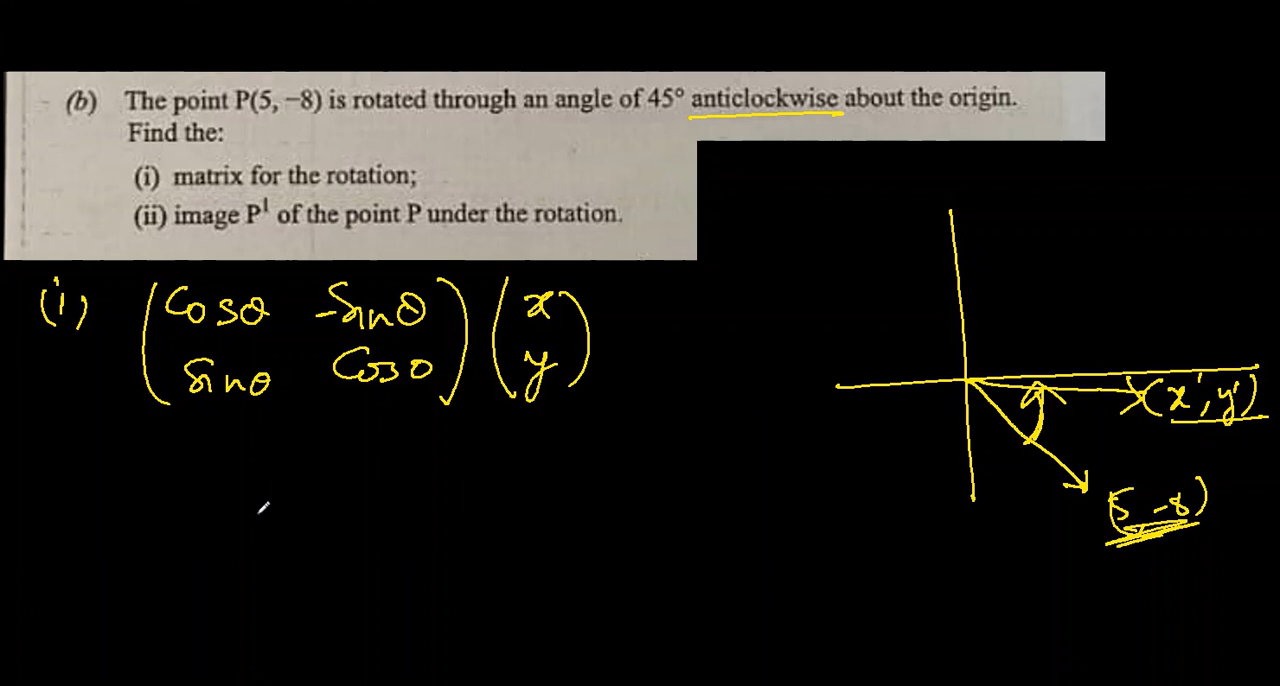 (b) The point P(5, −8) is rotated through an angle of 45° anticlockwise about the origin.
Find the:
(i) matrix for the rotation;
(ii) image P¹ of the point P under the rotation.
(i) (cosθ -sinθ) (x)
(sinθ cosθ) (y)
(x', y')
(5 -8)